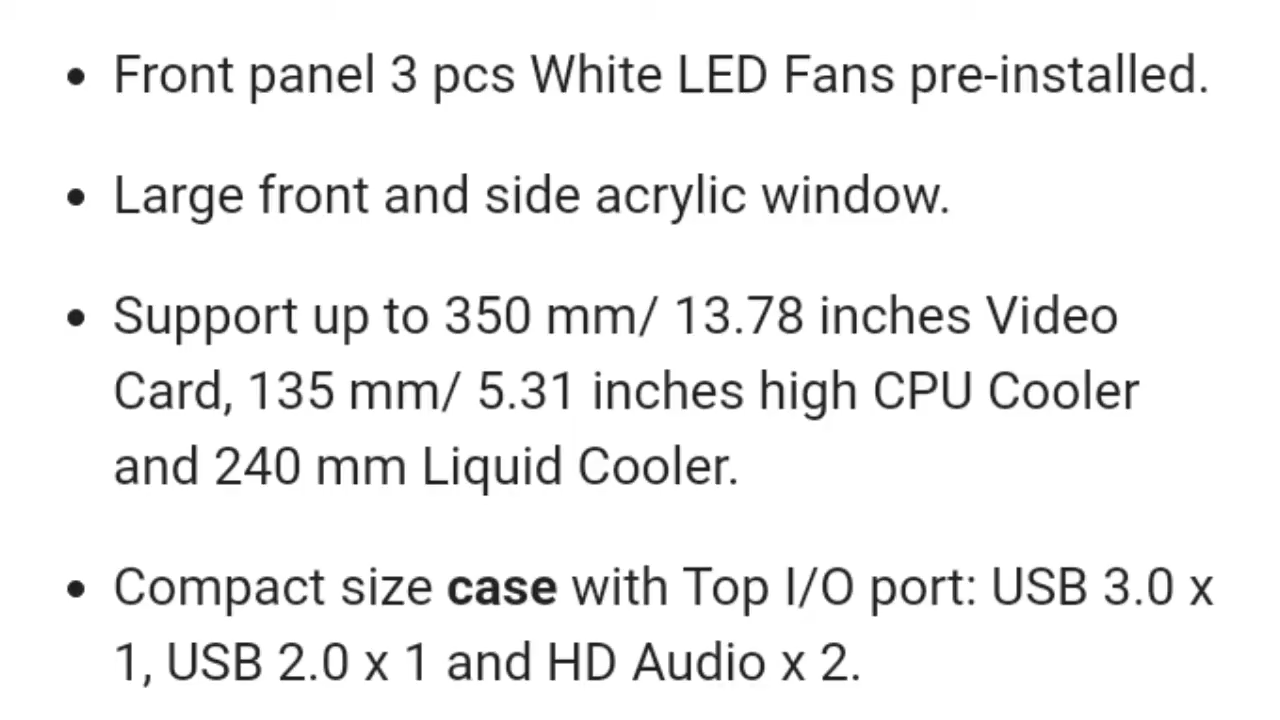 • Front panel 3 pcs White LED Fans pre-installed.
• Large front and side acrylic window.
• Support up to 350 mm/ 13.78 inches Video
Card, 135 mm/ 5.31 inches high CPU Cooler
and 240 mm Liquid Cooler.
• Compact size case with Top I/O port: USB 3.0 x
1, USB 2.0 x 1 and HD Audio x 2.